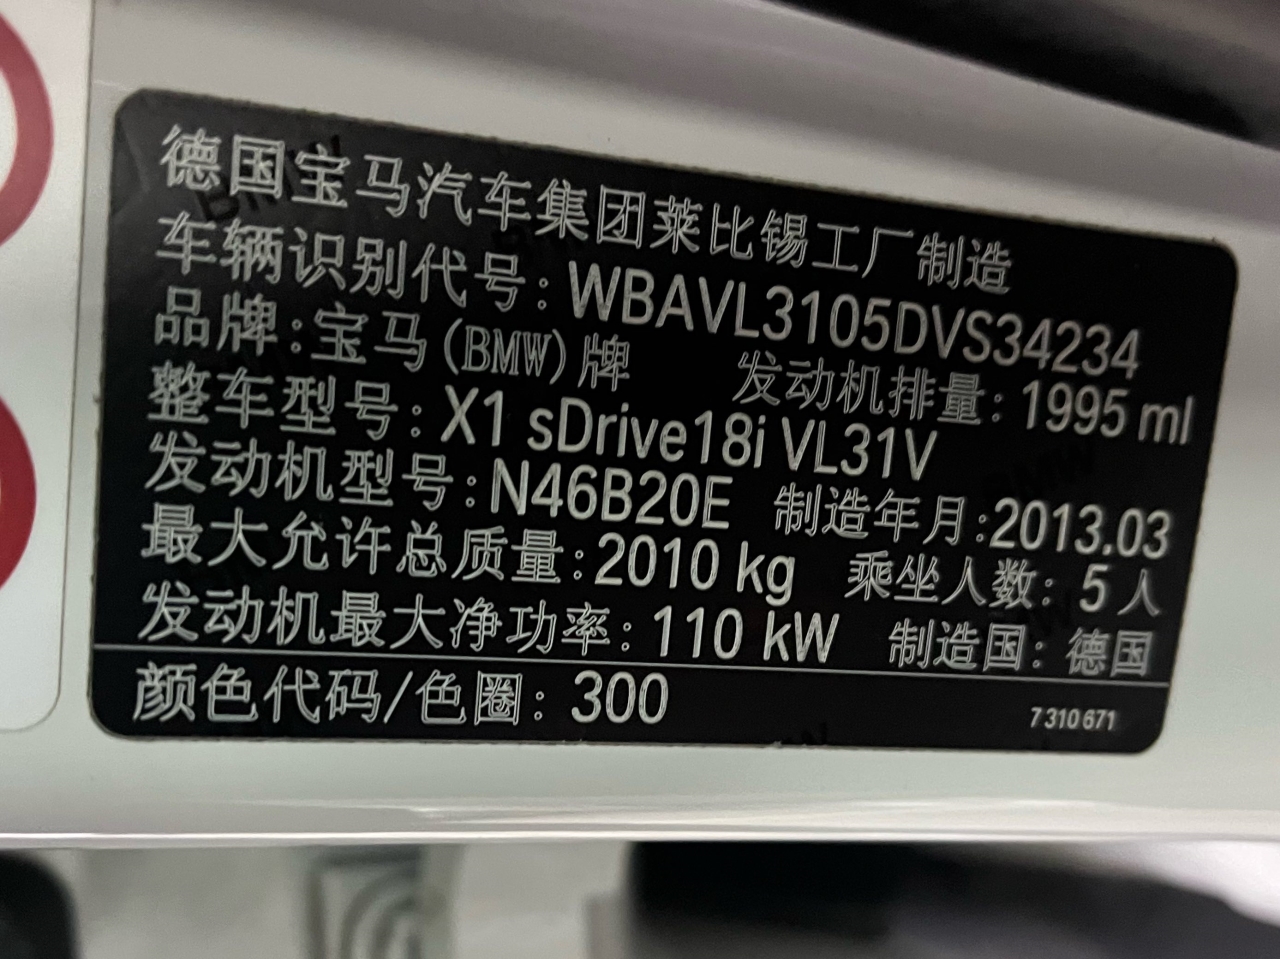 德国宝马汽车集团莱比锡工厂制造
车辆识别代号: WBAVL3105DVS34234
品牌:宝马(BMW)牌 发动机排量: 1995 ml
整车型号: X1 sDrive18i VL31V
发动机型号:N46B20E 制造年月:2013.03
最大允许总质量:2010 kg 乘坐人数: 5人
发动机最大净功率: 110 kW 制造国: 德国
颜色代码/色圈: 300
7 310 671